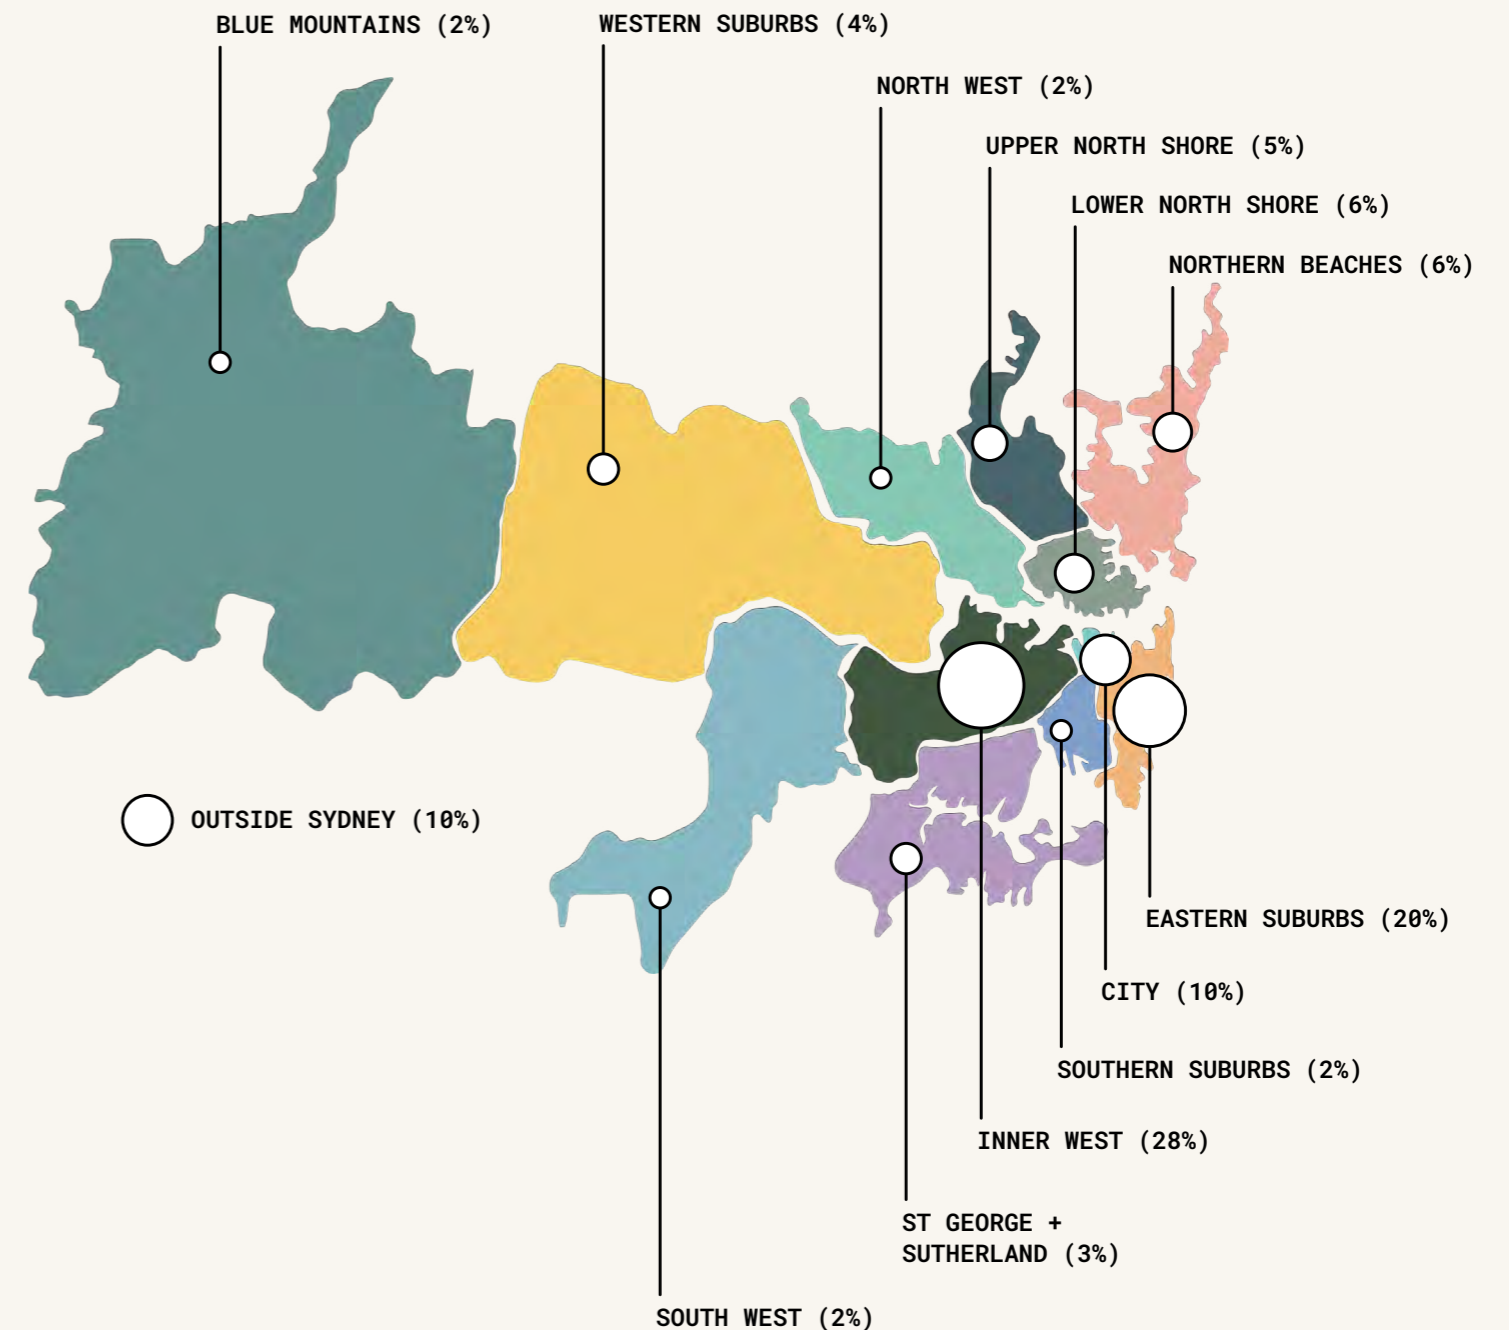 BLUE MOUNTAINS (2%)
WESTERN SUBURBS (4%)
NORTH WEST (2%)
UPPER NORTH SHORE (5%)
LOWER NORTH SHORE (6%)
NORTHERN BEACHES (6%)
OUTSIDE SYDNEY (10%)
EASTERN SUBURBS (20%)
CITY (10%)
SOUTHERN SUBURBS (2%)
INNER WEST (28%)
ST GEORGE +
SUTHERLAND (3%)
SOUTH WEST (2%)